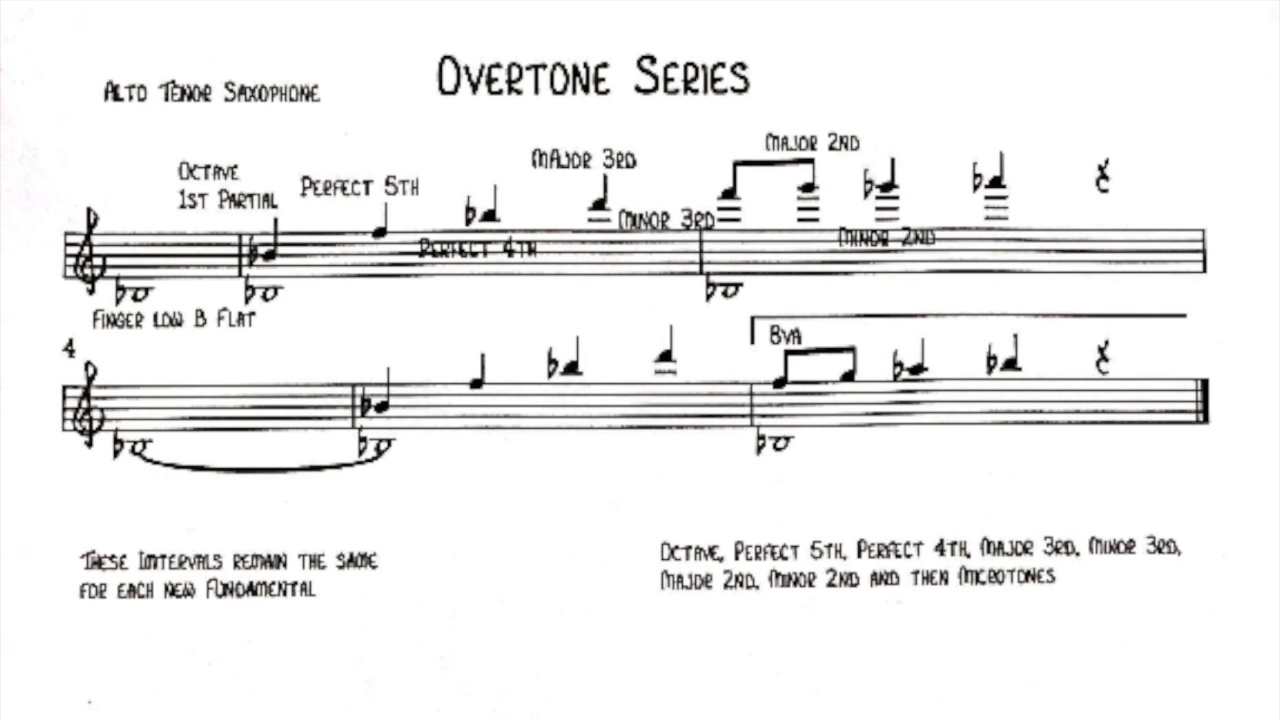 OVERTONE SERIES
ALTO TENOR SAXOPHONE
MAJOR 2ND
MAJOR 3RD
OCTAVE
1ST PARTIAL
PERFECT 5TH
MINOR 3RD
PERFECT 4TH
MINOR 2ND
FINGER LOW B FLAT
4
8VA
THESE INTERVALS REMAIN THE SAME
FOR EACH NEW FUNDAMENTAL
OCTAVE, PERFECT 5TH, PERFECT 4TH, MAJOR 3RD, MINOR 3RD,
MAJOR 2ND, MINOR 2ND AND THEN MICROTONES